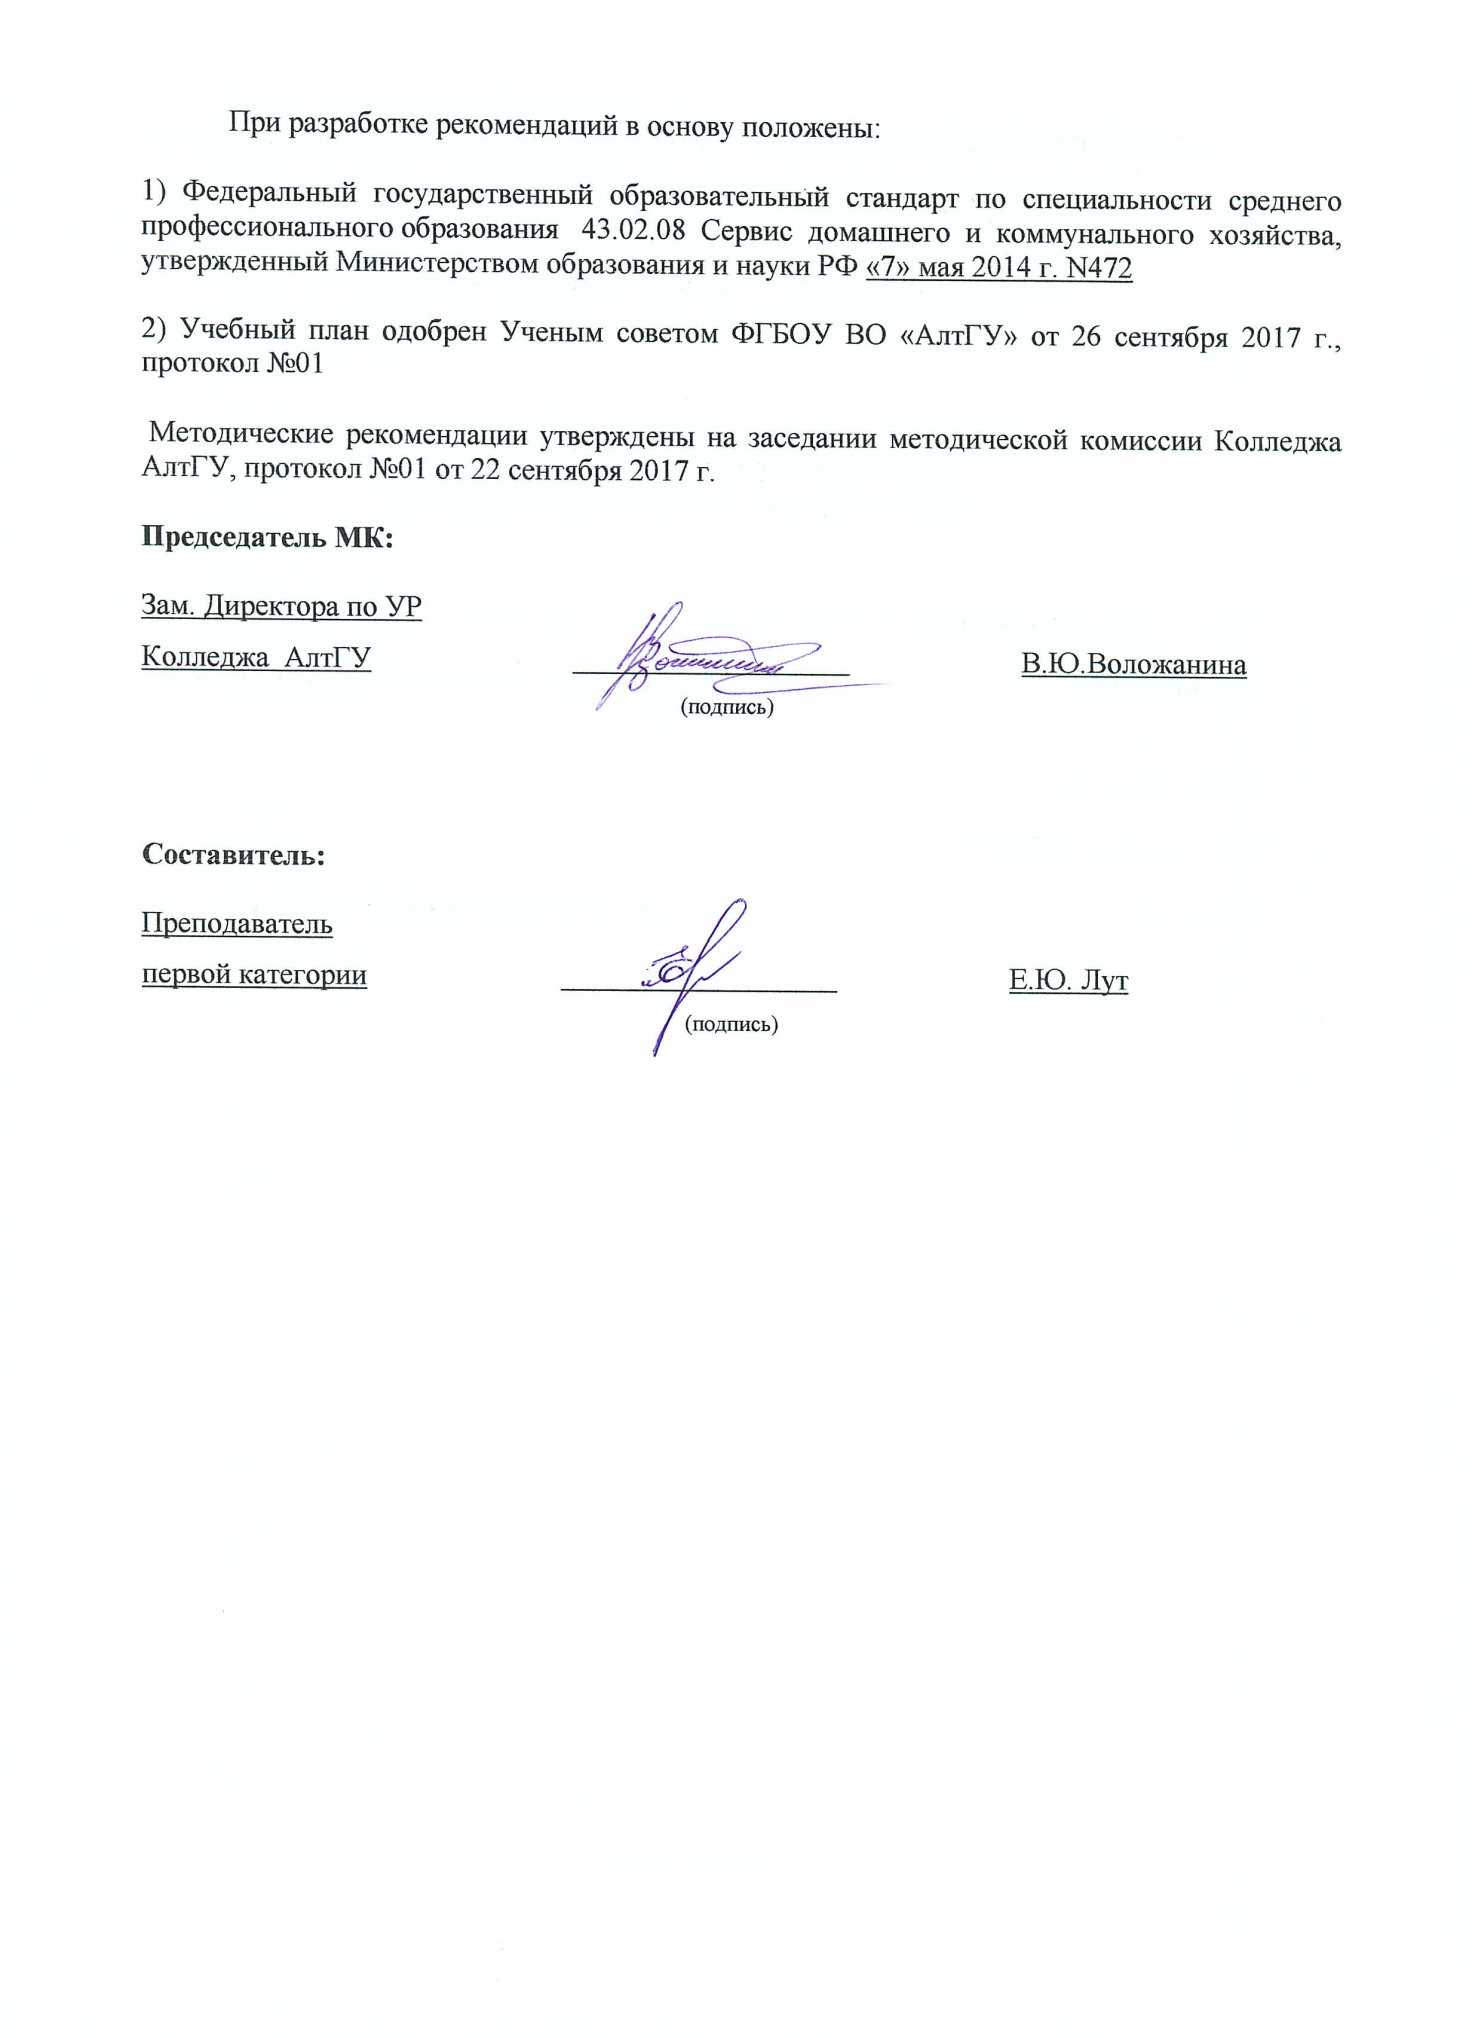 При разработке рекомендаций в основу положены:
1) Федеральный государственный образовательный стандарт по специальности среднего
профессионального образования 43.02.08 Сервис домашнего и коммунального хозяйства,
утвержденный Министерством образования и науки РФ «7» мая 2014 г. N472
2) Учебный план одобрен Ученым советом ФГБОУ ВО «АлтГУ» от 26 сентября 2017 г.,
протокол №01
Методические рекомендации утверждены на заседании методической комиссии Колледжа
АлтГУ, протокол №01 от 22 сентября 2017 г.
Председатель МК:
Зам. Директора по УР
Колледжа АлтГУ В.Ю.Воложанина
(подпись)
Составитель:
Преподаватель
первой категории Е.Ю. Лут
(подпись)